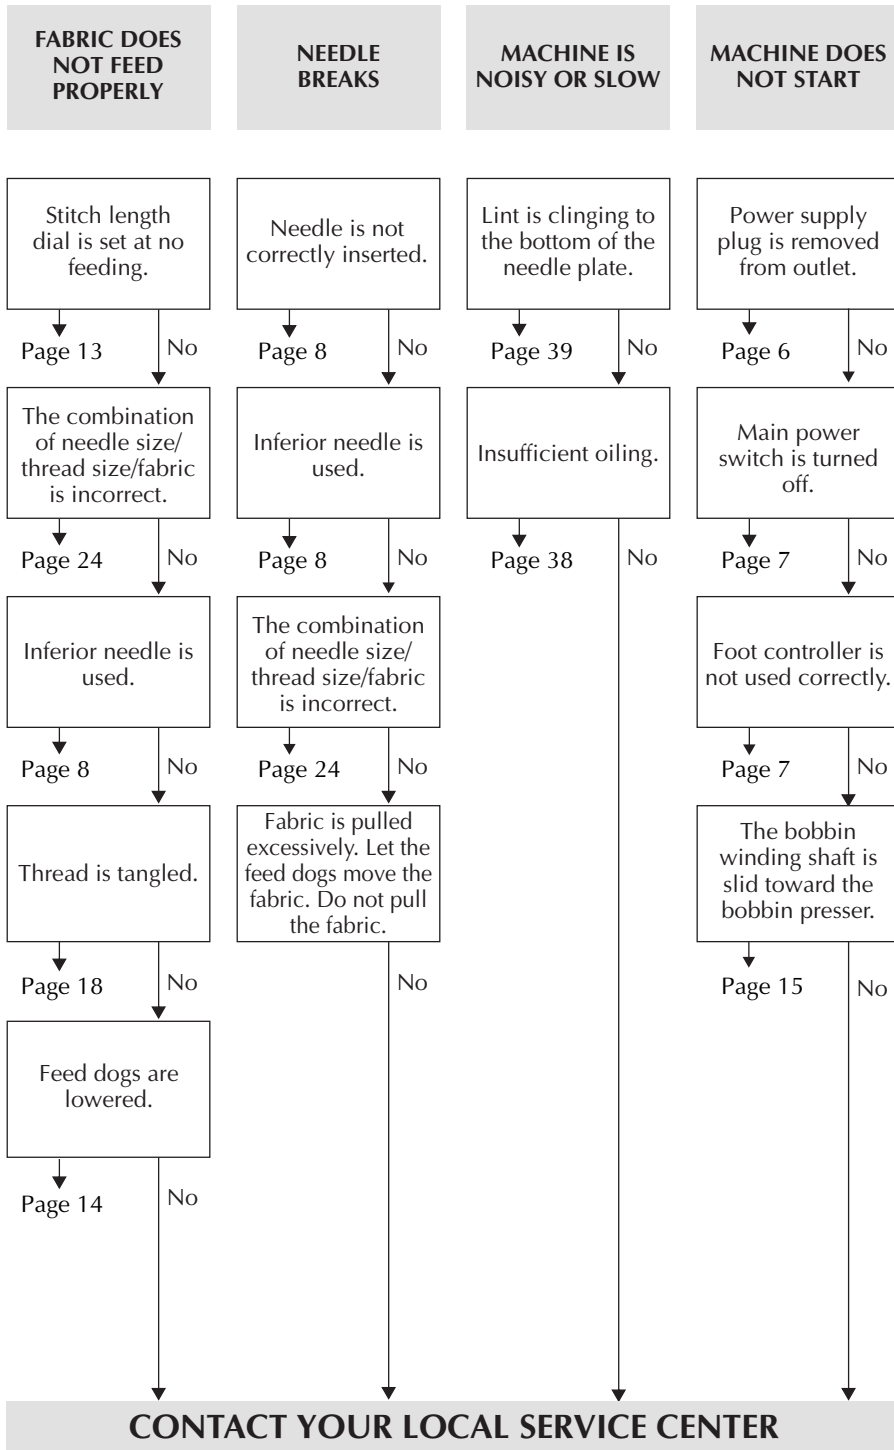 FABRIC DOES
NOT FEED
PROPERLY
Stitch length
dial is set at no
feeding.
Page 13
No
The combination
of needle size/
thread size/fabric
is incorrect.
Page 24
No
Inferior needle is
used.
Page 8
No
Thread is tangled.
Page 18
No
Feed dogs are
lowered.
Page 14
No
NEEDLE
BREAKS
Needle is not
correctly inserted.
Page 8
No
Inferior needle is
used.
Page 8
No
The combination
of needle size/
thread size/fabric
is incorrect.
Page 24
No
Fabric is pulled
excessively. Let the
feed dogs move the
fabric. Do not pull
the fabric.
No
MACHINE IS
NOISY OR SLOW
Lint is clinging to
the bottom of the
needle plate.
Page 39
No
Insufficient oiling.
Page 38
No
MACHINE DOES
NOT START
Power supply
plug is removed
from outlet.
Page 6
No
Main power
switch is turned
off.
Page 7
No
Foot controller is
not used correctly.
Page 7
No
The bobbin
winding shaft is
slid toward the
bobbin presser.
Page 15
No
CONTACT YOUR LOCAL SERVICE CENTER